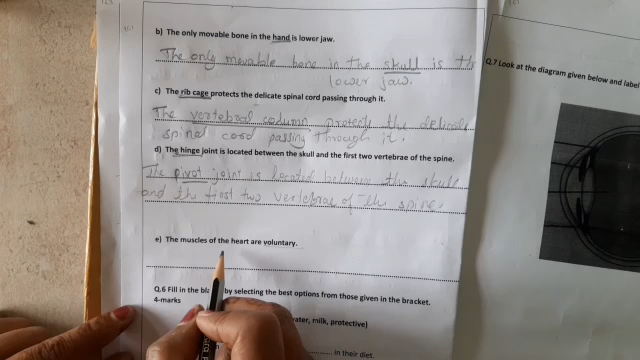 b) The only movable bone in the hand is lower jaw.
The only movable bone in the skull is the
lower jaw.
c) The rib cage protects the delicate spinal cord passing through it.
The vertebral column protects the delicate
spinal cord passing through it.
d) The hinge joint is located between the skull and the first two vertebrae of the spine.
The pivot joint is located between the skull
and the first two vertebrae of the spine.
e) The muscles of the heart are voluntary.
Q.6 Fill in the by selecting the best options from those given in the bracket.
4-marks
milk, protective)
in their diet.
Q.7 Look at the diagram given below and label